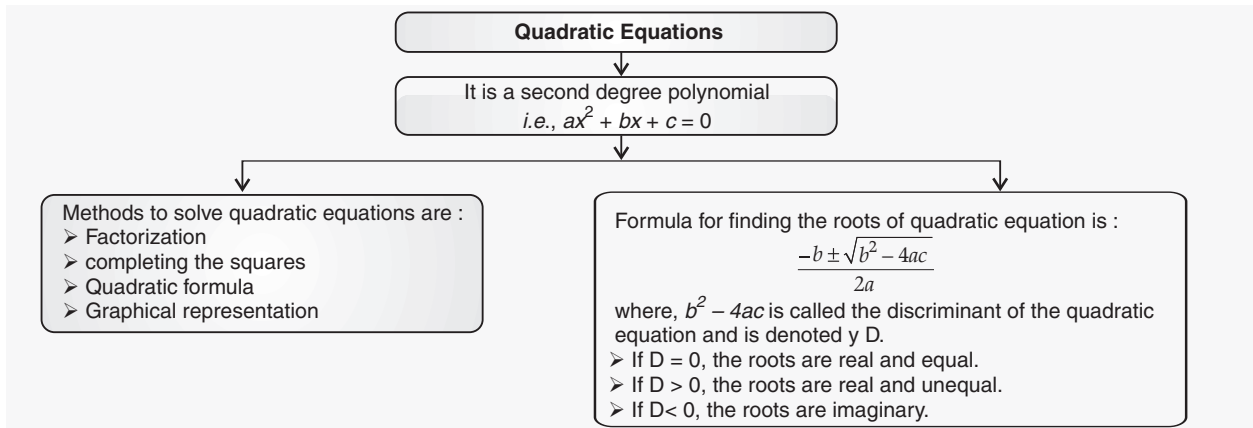 Quadratic Equations
It is a second degree polynomial
i.e., ax² + bx + c = 0
Methods to solve quadratic equations are :
➢ Factorization
➢ completing the squares
➢ Quadratic formula
➢ Graphical representation
Formula for finding the roots of quadratic equation is :
−b ± √b² − 4ac
2a
where, b² – 4ac is called the discriminant of the quadratic
equation and is denoted y D.
➢ If D = 0, the roots are real and equal.
➢ If D > 0, the roots are real and unequal.
➢ If D< 0, the roots are imaginary.